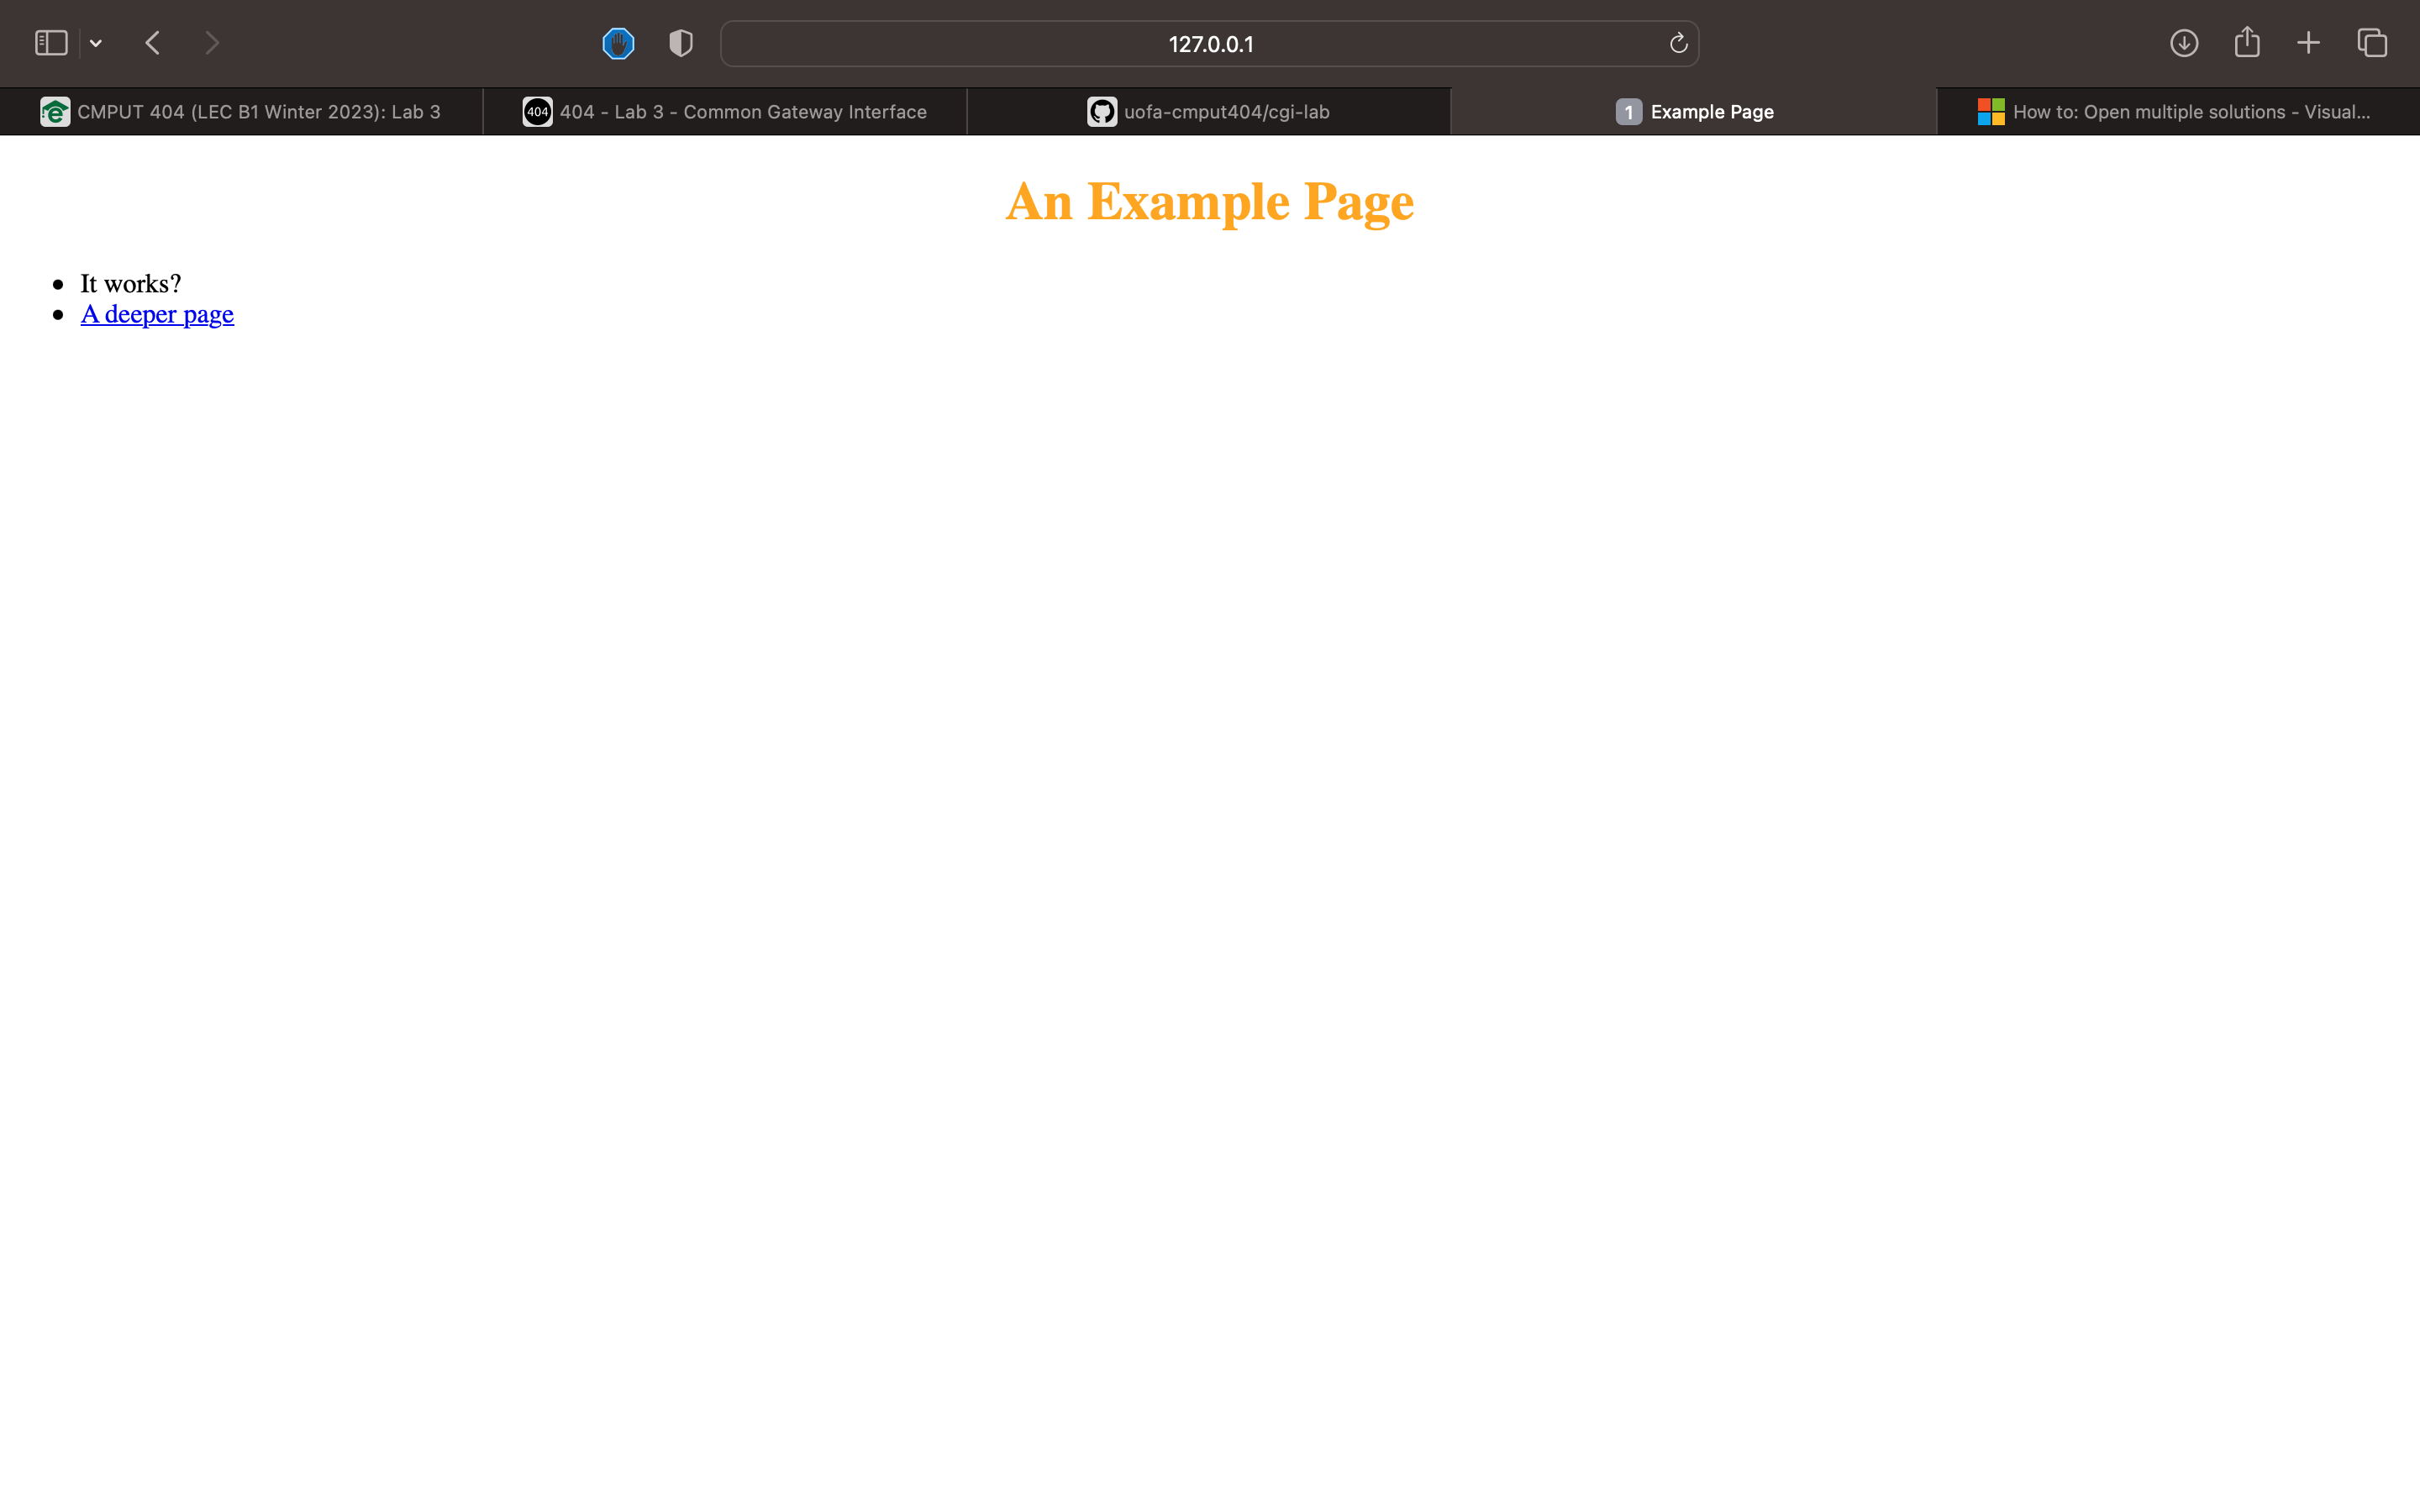 127.0.0.1
CMPUT 404 (LEC B1 Winter 2023): Lab 3
404 404 - Lab 3 - Common Gateway Interface
uofa-cmput404/cgi-lab
1 Example Page
How to: Open multiple solutions - Visual...
An Example Page
It works?
A deeper page